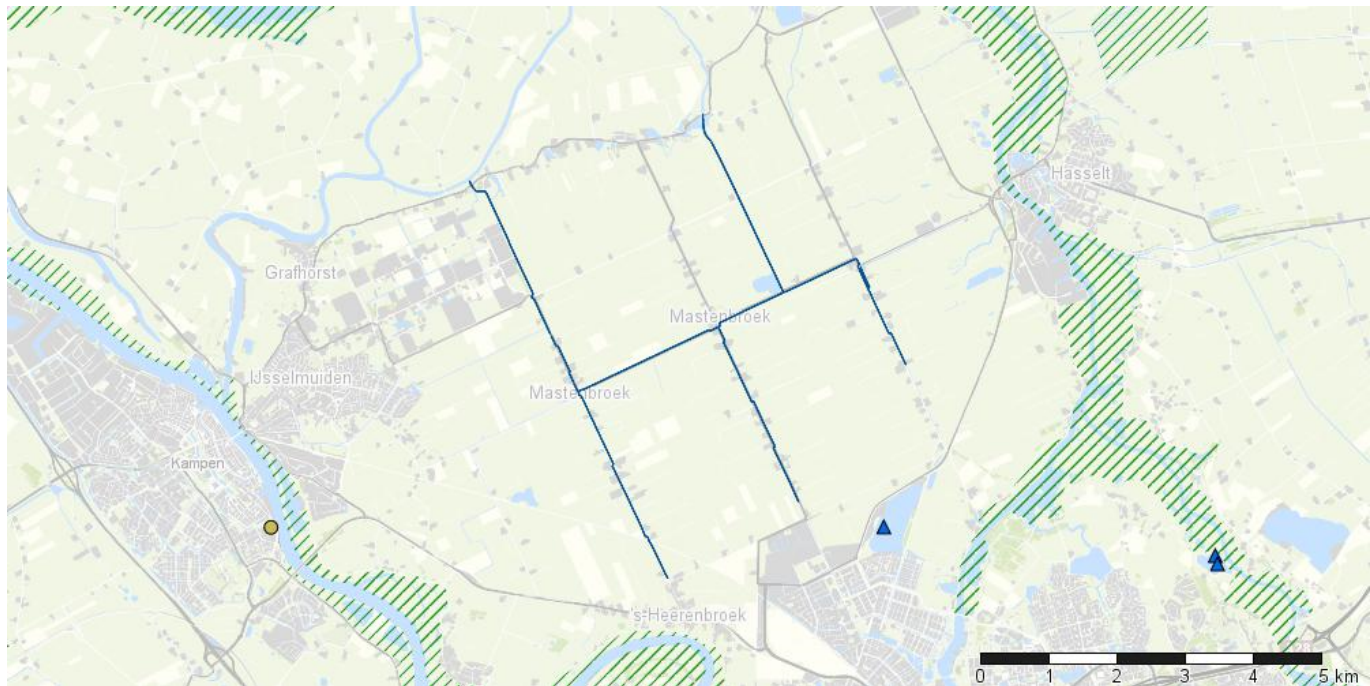 Hasselt
Grafhorst
Mastenbroek
IJsselmuiden
Mastenbroek
Kampen
's-Heerenbroek
0 1 2 3 4 5 km